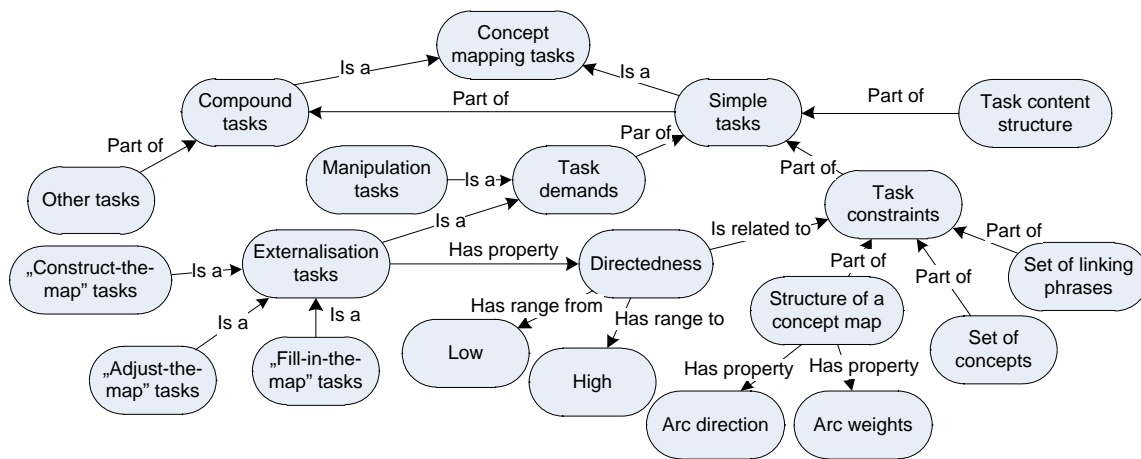 Concept
mapping tasks
Is a
Is a
Compound
tasks
Part of
Simple
tasks
Part of
Task content
structure
Part of
Par of
Part of
Other tasks
Manipulation
tasks
Is a
Task
demands
Task
constraints
Is a
Externalisation
tasks
Has property
Directedness
Is related to
Part of
Part of
Part of
Set of linking
phrases
„Construct-the-
map” tasks
Is a
Is a
Is a
Has range from
Has range to
Structure of a
concept map
Set of
concepts
„Adjust-the-
map” tasks
„Fill-in-the-
map” tasks
Low
High
Has property
Has property
Arc direction
Arc weights